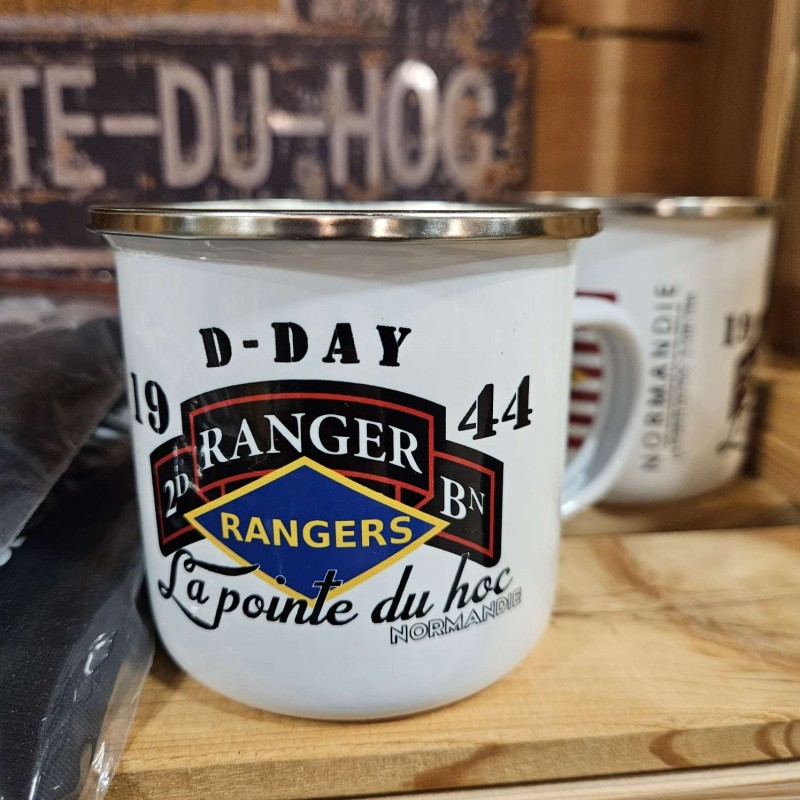 TE-DU-HOC
D-DAY
19 44
RANGER
2D BN
RANGERS
La pointe du hoc
NORMANDIE
NORMANDIE
19